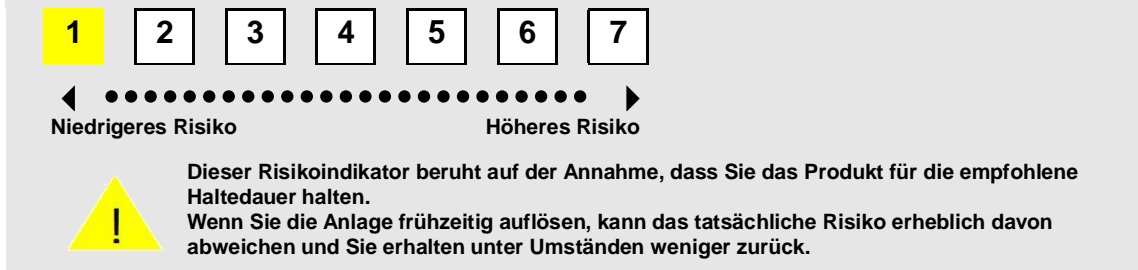 1 2 3 4 5 6 7
Niedrigeres Risiko Höheres Risiko
Dieser Risikoindikator beruht auf der Annahme, dass Sie das Produkt für die empfohlene
Haltedauer halten.
Wenn Sie die Anlage frühzeitig auflösen, kann das tatsächliche Risiko erheblich davon
abweichen und Sie erhalten unter Umständen weniger zurück.
!